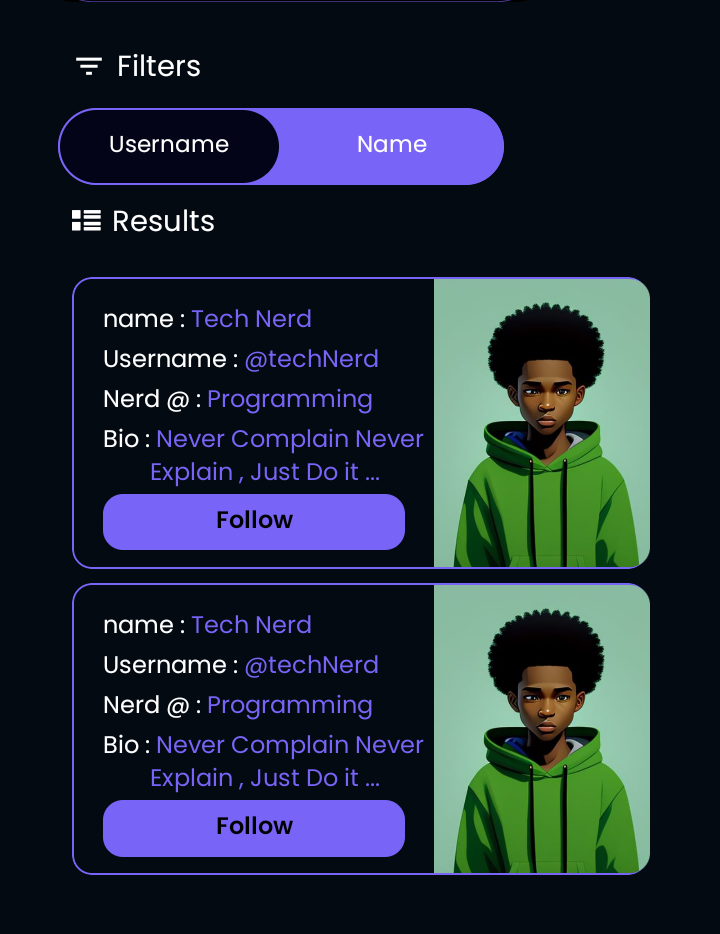 Filters
Username Name
Results
name : Tech Nerd
Username : @techNerd
Nerd @ : Programming
Bio : Never Complain Never
Explain , Just Do it ...
Follow
name : Tech Nerd
Username : @techNerd
Nerd @ : Programming
Bio : Never Complain Never
Explain , Just Do it ...
Follow